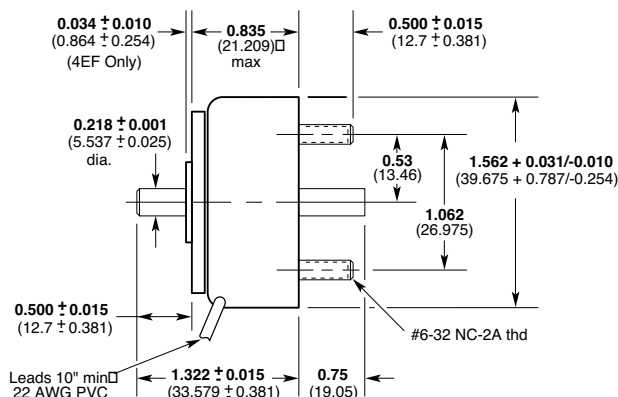 0.034 ± 0.010
(0.864 ± 0.254)
(4EF Only)
0.835
(21.209)□
max
0.500 ± 0.015
(12.7 ± 0.381)
0.218 ± 0.001
(5.537 ± 0.025)
dia.
0.53
(13.46)
1.562 + 0.031/-0.010
(39.675 + 0.787/-0.254)
1.062
(26.975)
0.500 ± 0.015
(12.7 ± 0.381)
#6-32 NC-2A thd
Leads 10" min□
22 AWG PVC
1.322 ± 0.015
(33.579 ± 0.381)
0.75
(19.05)